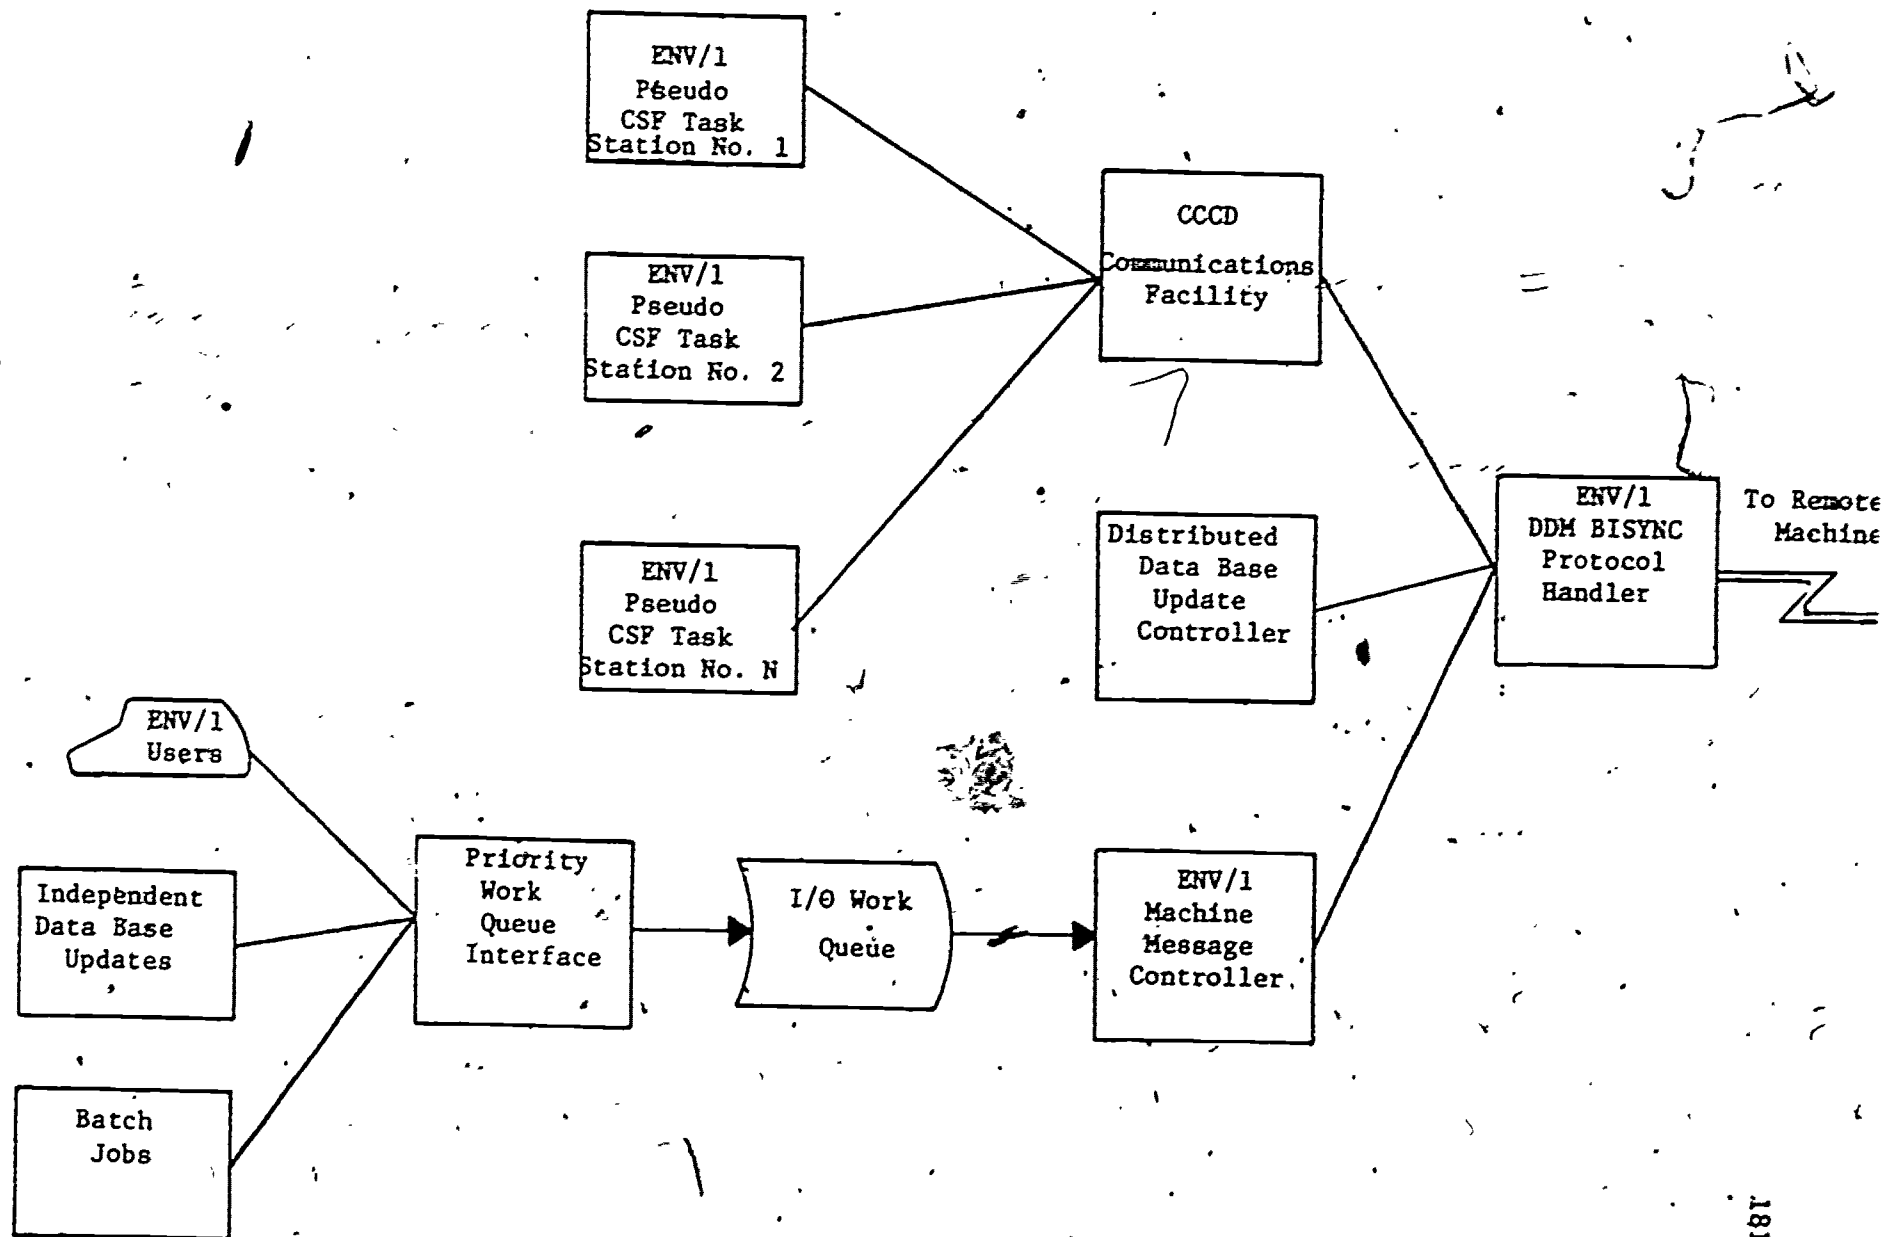 ENV/1
Pseudo
CSF Task
Station No. 1
CCCD
Communications
Facility
ENV/1
Pseudo
CSF Task
Station No. 2
ENV/1
DDM BISYNC
Protocol
Handler
To Remote
Machine
Distributed
Data Base
Update
Controller
ENV/1
Pseudo
CSF Task
Station No. N
ENV/1
Users
Priority
Work
Queue
Interface
I/O Work
Queue
ENV/1
Machine
Message
Controller
Independent
Data Base
Updates
Batch
Jobs
181